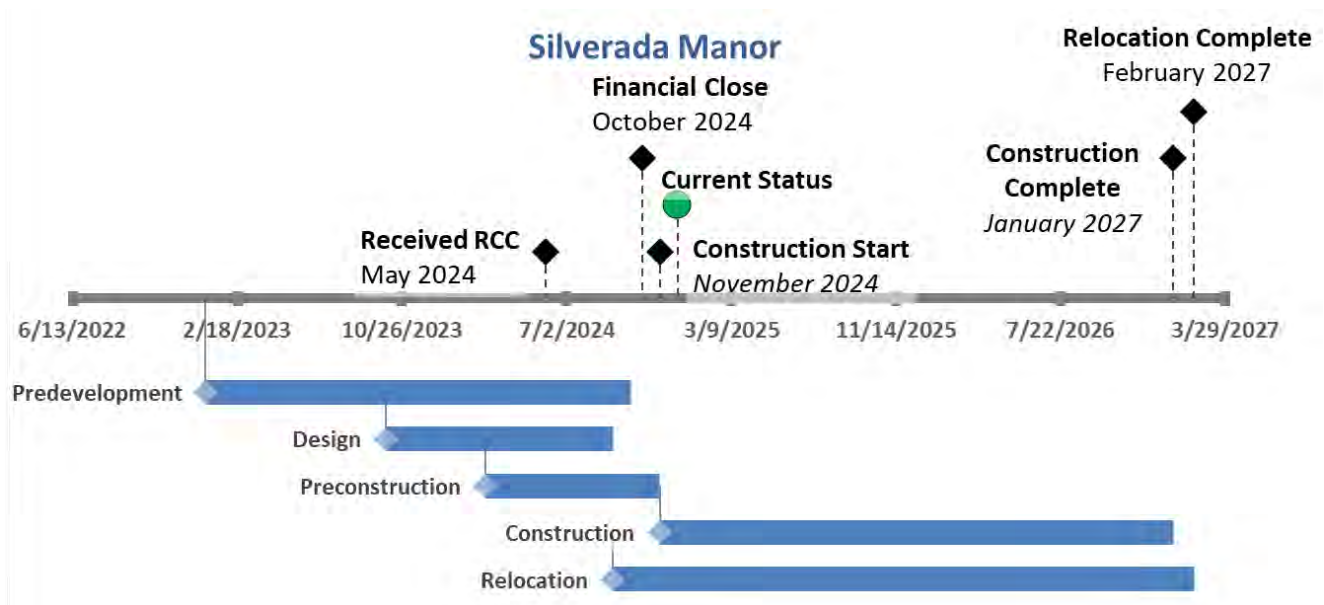 Silverada Manor
Relocation Complete
February 2027
Financial Close
October 2024
Construction
Complete
January 2027
Current Status
Received RCC
May 2024
Construction Start
November 2024
6/13/2022 2/18/2023 10/26/2023 7/2/2024 3/9/2025 11/14/2025 7/22/2026 3/29/2027
Predevelopment
Design
Preconstruction
Construction
Relocation